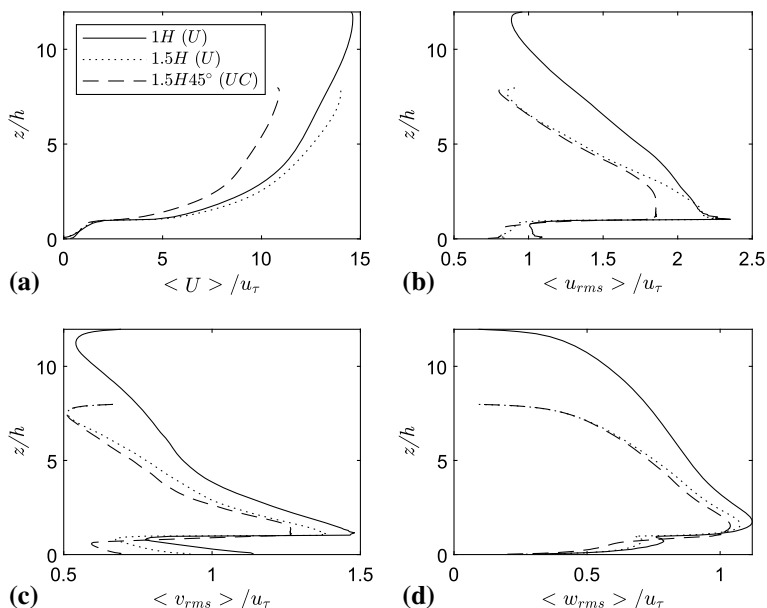 10
5
0
z/h
1H (U)
1.5H (U)
1.5H45° (UC)
0 5 10 15
(a)
< U > /uτ
10
5
0
z/h
0.5 1 1.5 2 2.5
(b)
< urms > /uτ
10
5
0
z/h
0.5 1 1.5
(c)
< vrms > /uτ
10
5
0
z/h
0 0.5 1
(d)
< wrms > /uτ